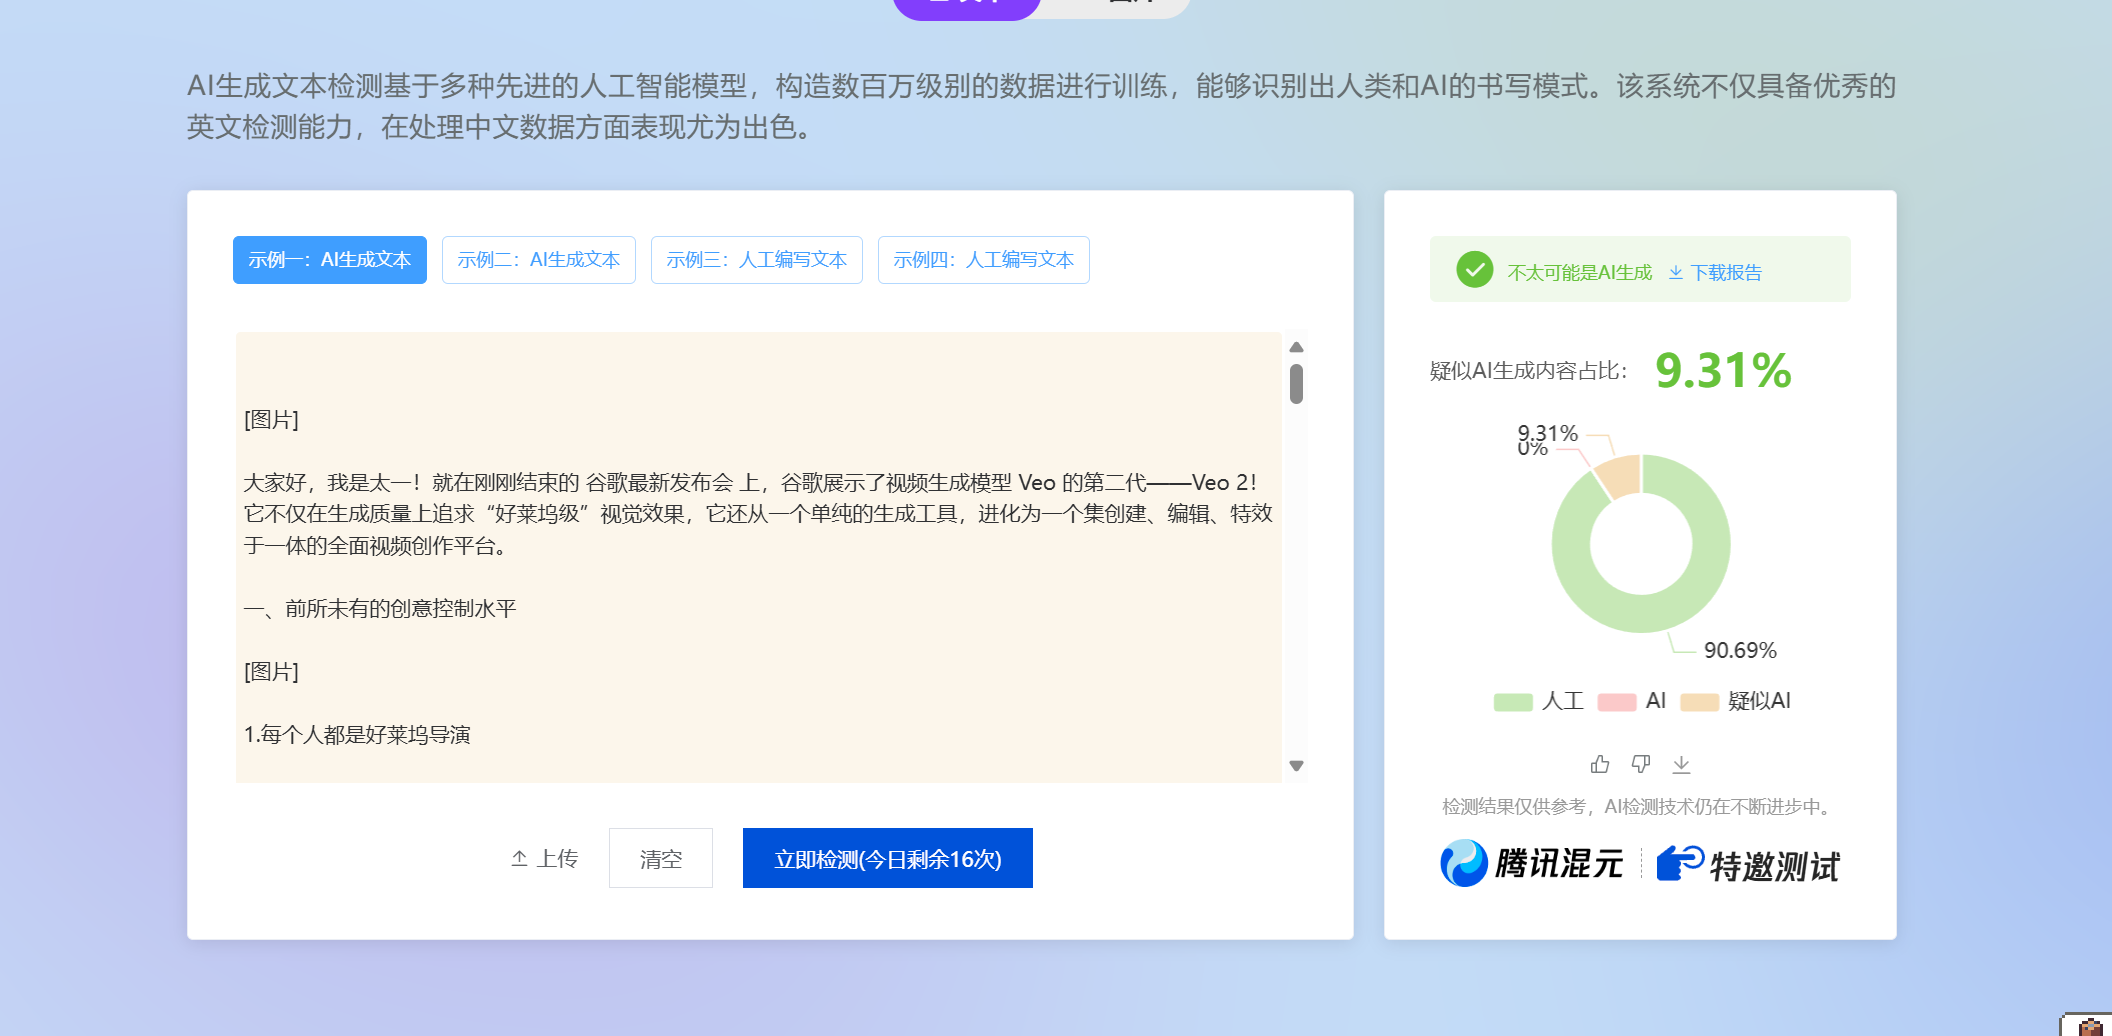 AI生成文本检测基于多种先进的人工智能模型，构造数百万级别的数据进行训练，能够识别出人类和AI的书写模式。该系统不仅具备优秀的
英文检测能力，在处理中文数据方面表现尤为出色。
示例一：AI生成文本
示例二：AI生成文本
示例三：人工编写文本
示例四：人工编写文本
[图片]
大家好，我是太一！就在刚刚结束的 谷歌最新发布会 上，谷歌展示了视频生成模型 Veo 的第二代——Veo 2！
它不仅在生成质量上追求“好莱坞级”视觉效果，它还从一个单纯的生成工具，进化为一个集创建、编辑、特效
于一体的全面视频创作平台。
一、前所未有的创意控制水平
[图片]
1.每个人都是好莱坞导演
上传
清空
立即检测(今日剩余16次)
不太可能是AI生成
下载报告
疑似AI生成内容占比：
9.31%
9.31%
0%
90.69%
人工
AI
疑似AI
检测结果仅供参考，AI检测技术仍在不断进步中。
腾讯混元
特邀测试